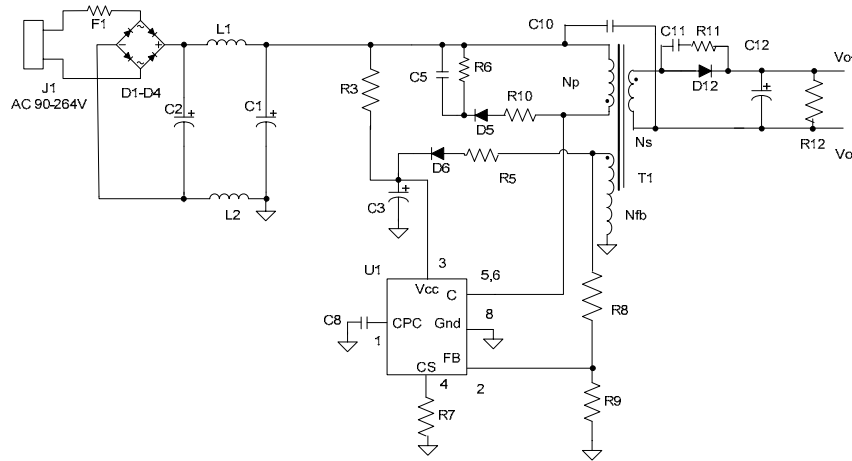 F1
L1
C10
C11
R11
C12
J1
AC 90-264V
D1-D4
C2
C1
R3
C5
R6
R10
D5
Np
Ns
D12
R12
Vo+
Vo
D6
R5
T1
Nfb
C3
L2
U1
3
5,6
Vcc
C
C8
CPC
Gnd
8
1
FB
CS
4
2
R7
R8
R9